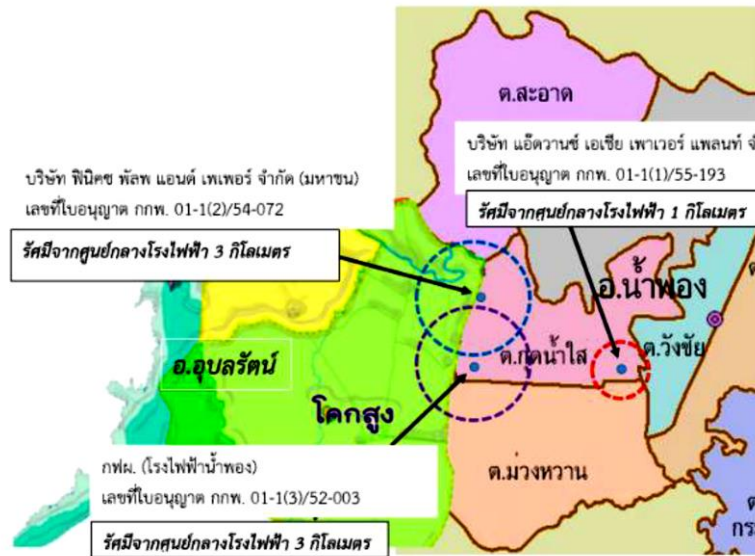 ต.สะอาด
บริษัท แอ๊ดวานซ์ เอเชีย เพาเวอร์ แพลนท์
เลขที่ใบอนุญาต กกพ. 01-1(1)/55-193
รัศมีจากศูนย์กลางโรงไฟฟ้า 1 กิโลเมตร
บริษัท ฟินิคซ พัลพ แอนด์ เพเพอร์ จำกัด (มหาชน)
เลขที่ใบอนุญาต กกพ. 01-1(2)/54-072
รัศมีจากศูนย์กลางโรงไฟฟ้า 3 กิโลเมตร
อ.น้ำพอง
ต.กุดน้ำใส
ต.วังชัย
อ.อุบลรัตน์
โคกสูง
ต.ม่วงหวาน
กฟผ. (โรงไฟฟ้าน้ำพอง)
เลขที่ใบอนุญาต กกพ. 01-1(3)/52-003
รัศมีจากศูนย์กลางโรงไฟฟ้า 3 กิโลเมตร